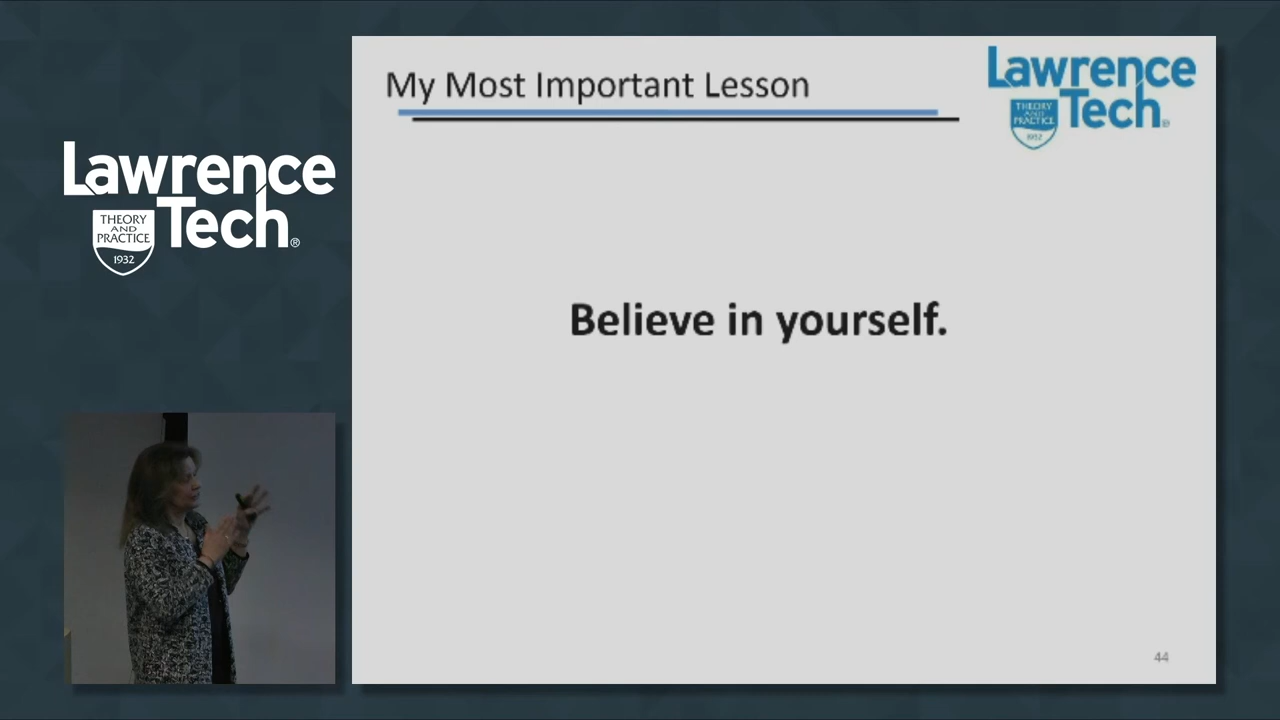 My Most Important Lesson
Lawrence
Tech®
THEORY
AND
PRACTICE
1932
Lawrence
Tech®
THEORY
AND
PRACTICE
1932
Believe in yourself.
44